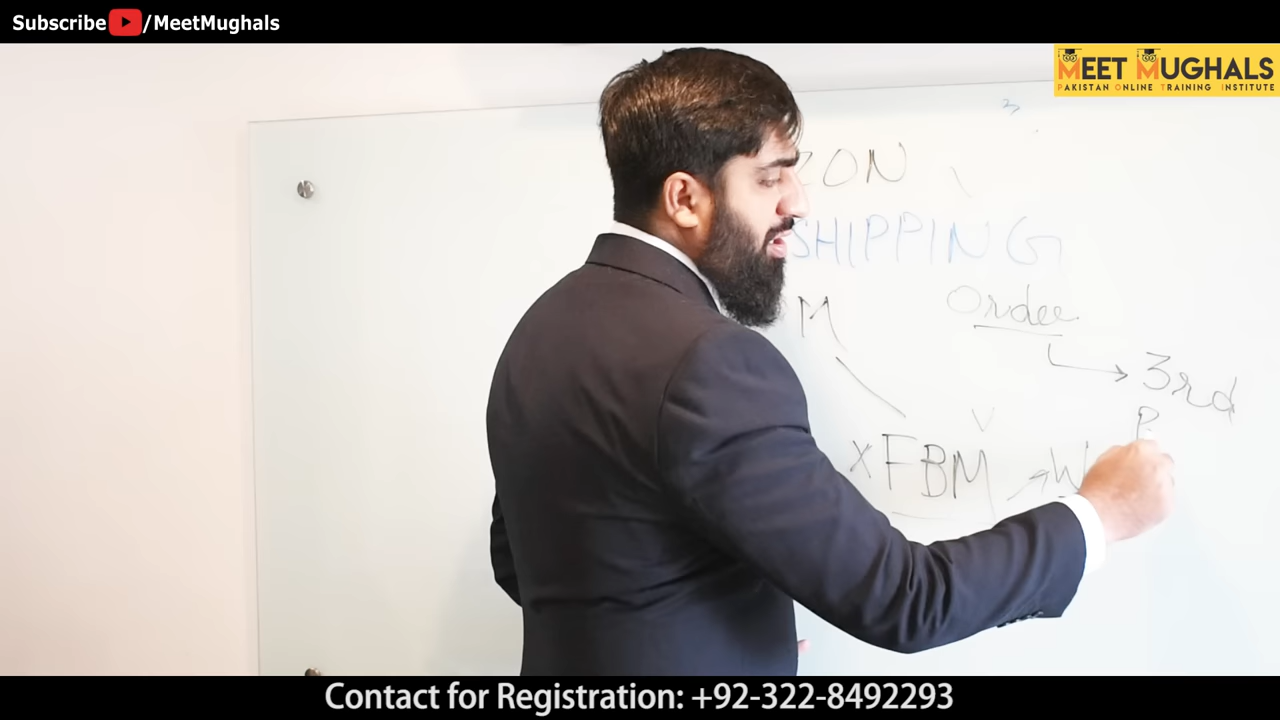 Subscribe /MeetMughals
MEET MUGHALS
PAKISTAN ONLINE TRAINING INSTITUTE
ZON
SHIPPING
M
Order
3rd
P
X FBM
W
Contact for Registration: +92-322-8492293